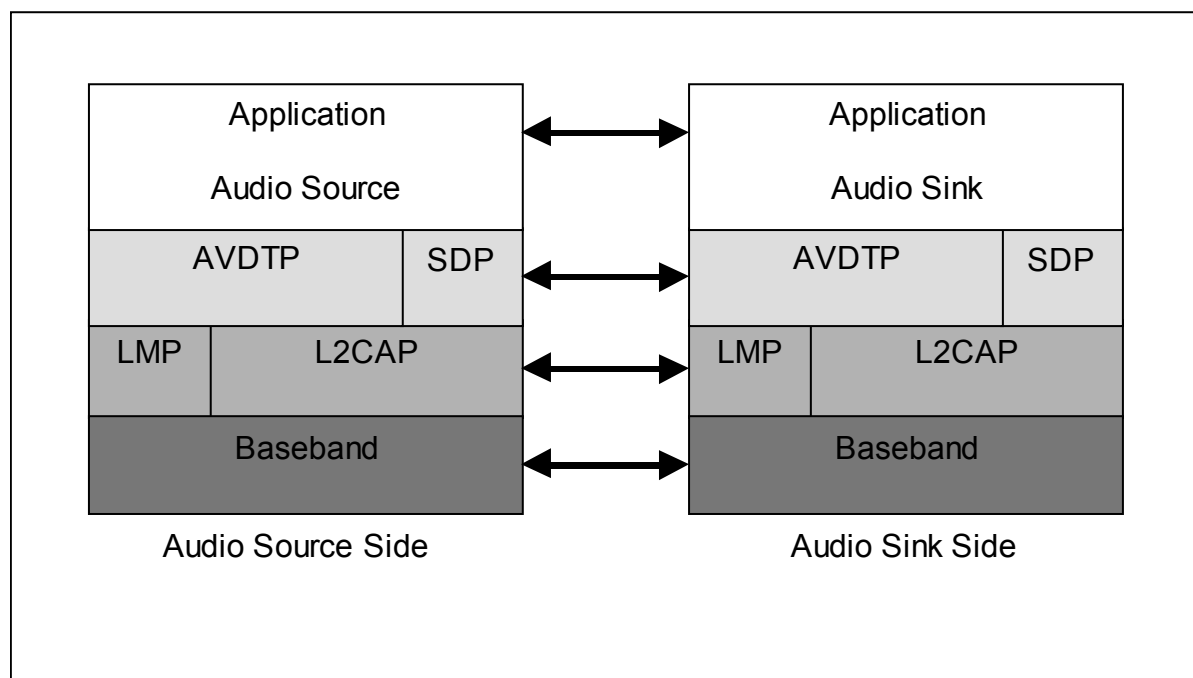 Application
Audio Source
AVDTP
SDP
LMP
L2CAP
Baseband
Audio Source Side
Application
Audio Sink
AVDTP
SDP
LMP
L2CAP
Baseband
Audio Sink Side